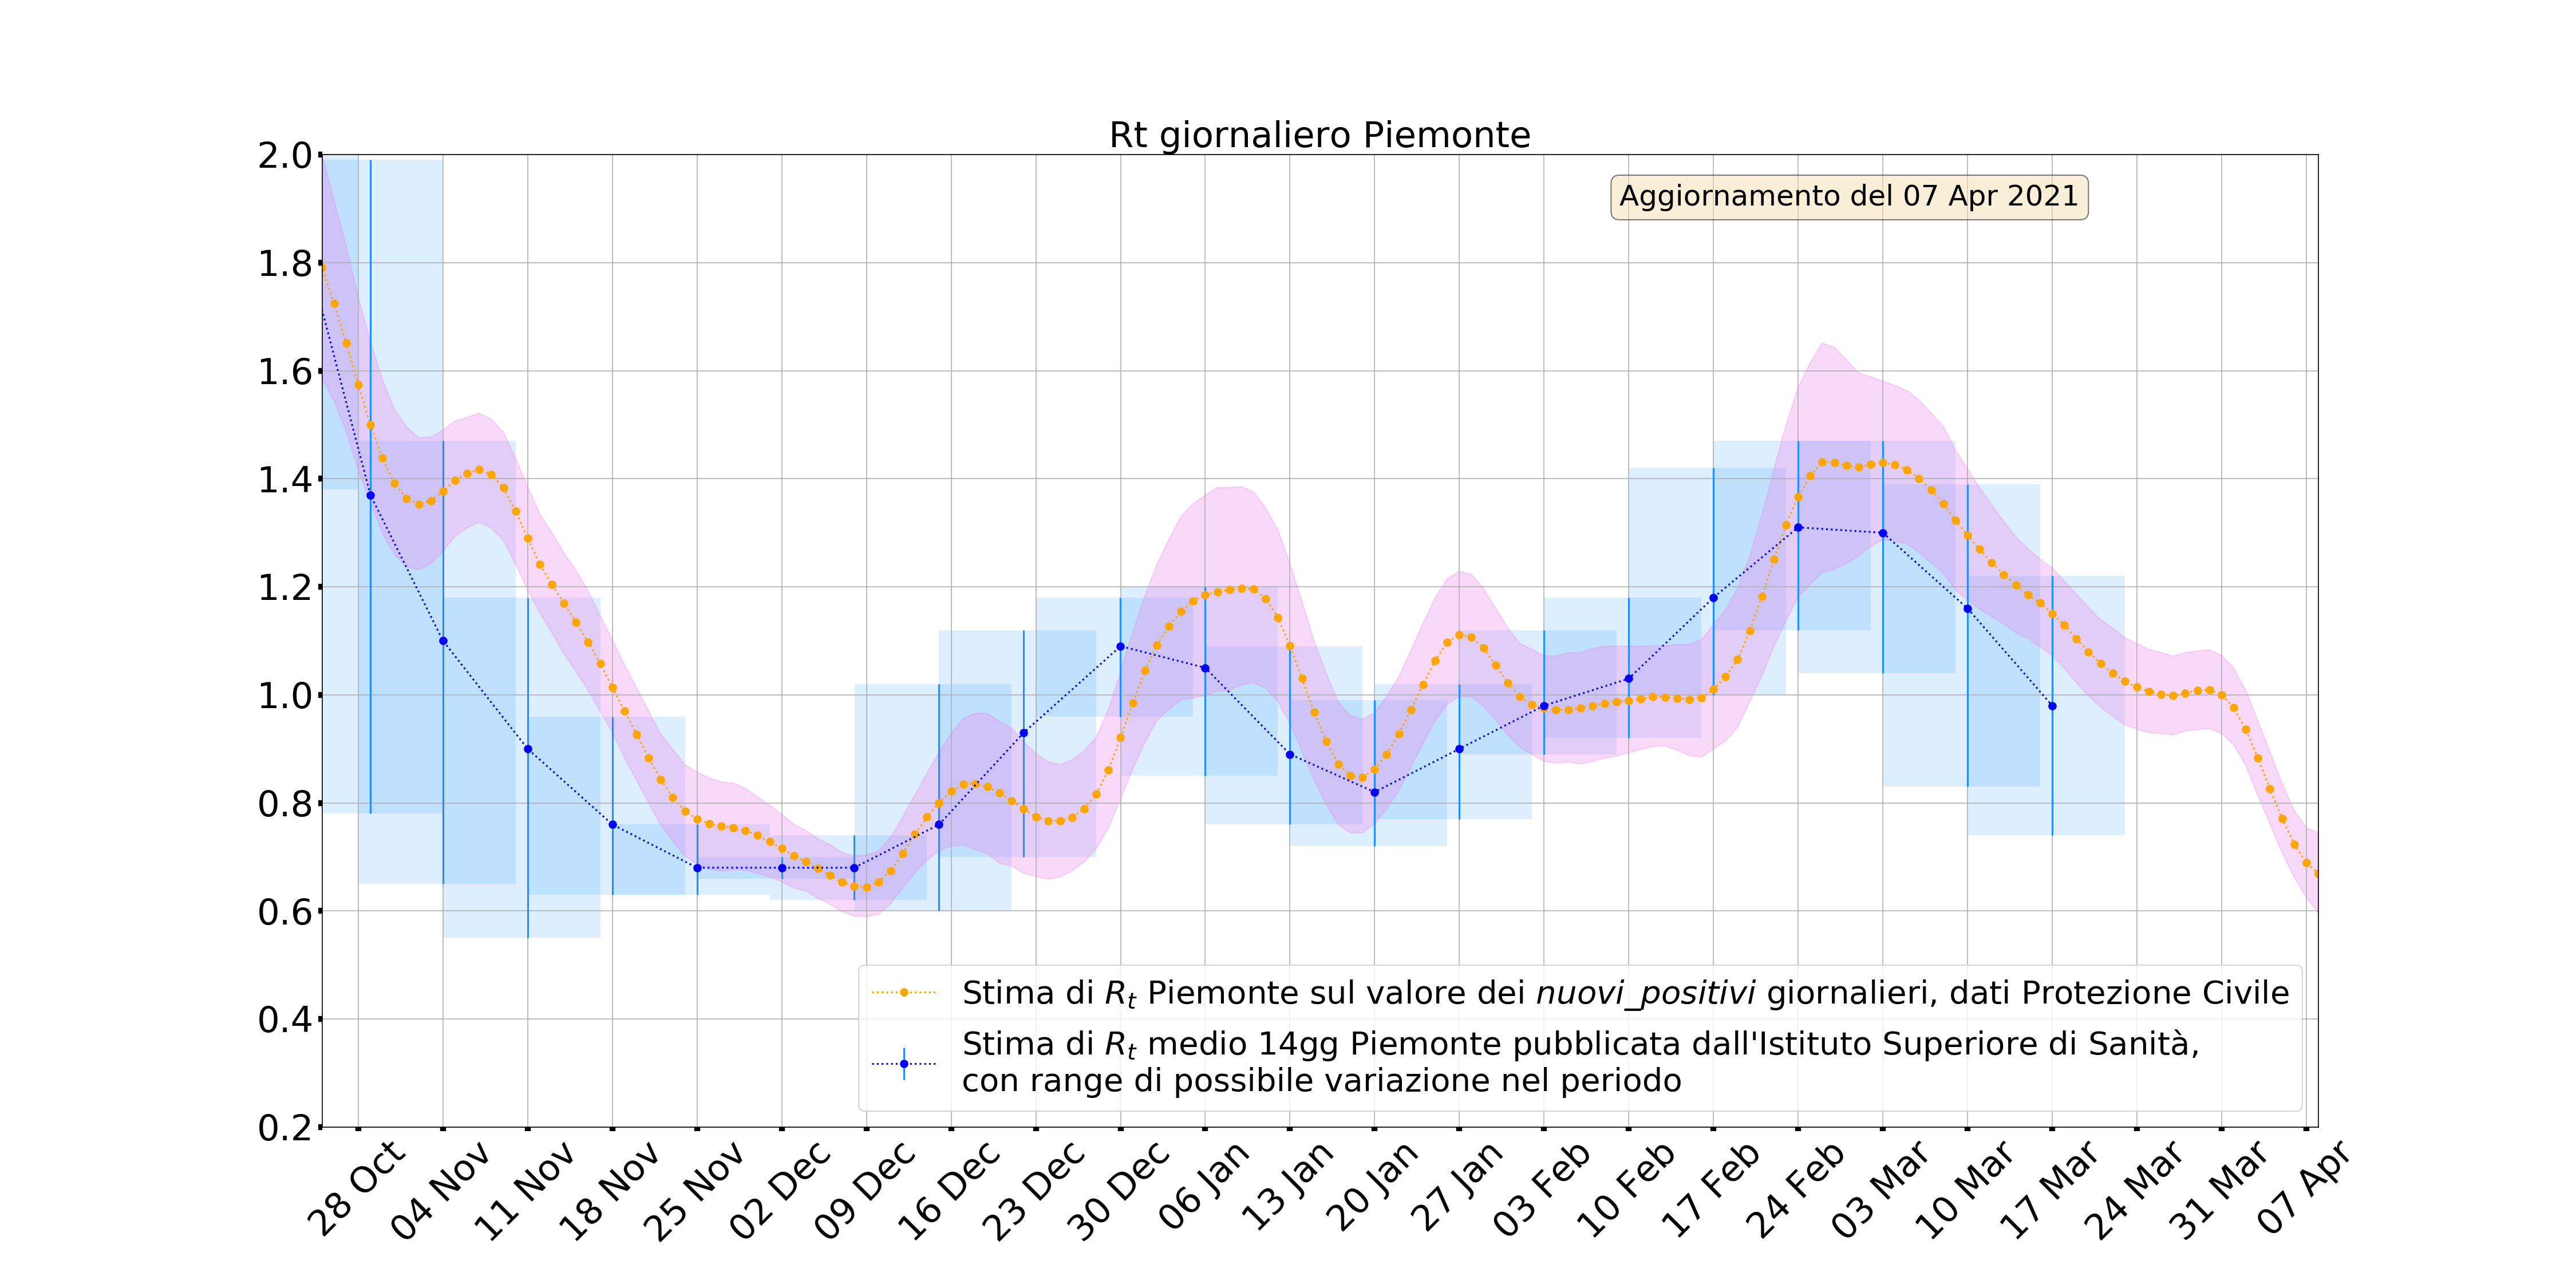 Rt giornaliero Piemonte
Aggiornamento del 07 Apr 2021
2.0
1.8
1.6
1.4
1.2
1.0
0.8
0.6
0.4
0.2
Stima di Rt Piemonte sul valore dei nuovi_positivi giornalieri, dati Protezione Civile
Stima di Rt medio 14gg Piemonte pubblicata dall'Istituto Superiore di Sanità,
con range di possibile variazione nel periodo
28 Oct
04 Nov
11 Nov
18 Nov
25 Nov
02 Dec
09 Dec
16 Dec
23 Dec
30 Dec
06 Jan
13 Jan
20 Jan
27 Jan
03 Feb
10 Feb
17 Feb
24 Feb
03 Mar
10 Mar
17 Mar
24 Mar
31 Mar
07 Apr